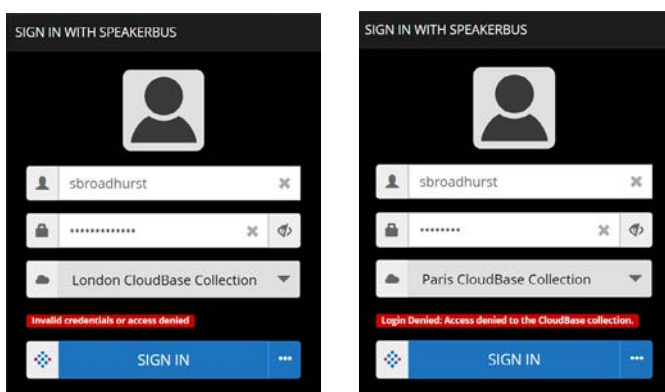 SIGN IN WITH SPEAKERBUS
sbroadhurst
•••••••••••••
London CloudBase Collection
Invalid credentials or access denied
SIGN IN
SIGN IN WITH SPEAKERBUS
sbroadhurst
••••••••
Paris CloudBase Collection
Login Denied: Access denied to the CloudBase collection.
SIGN IN